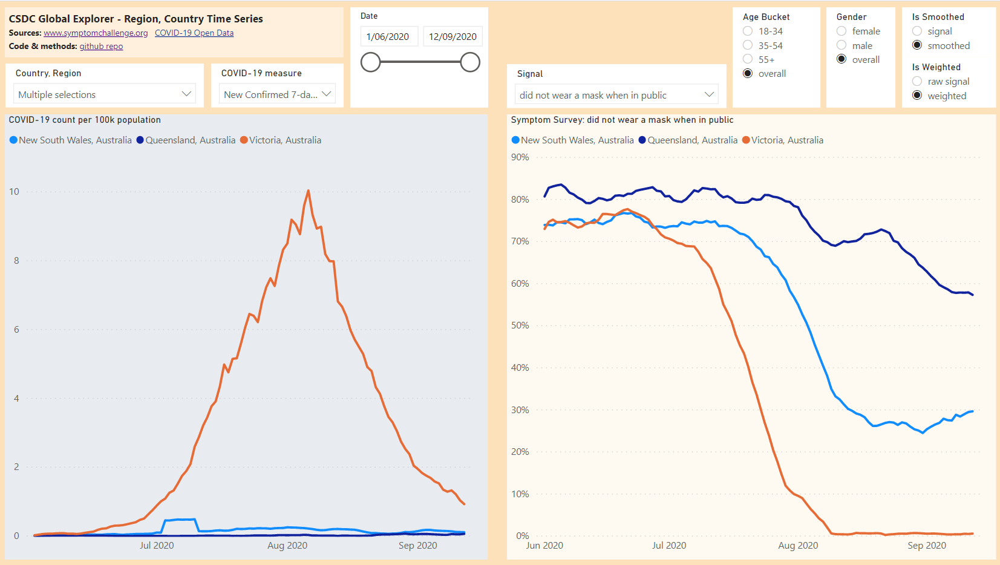 CSDC Global Explorer - Region, Country Time Series
Sources: www.symptomchallenge.org COVID-19 Open Data
Code & methods: github repo
Country, Region
Multiple selections
COVID-19 measure
New Confirmed 7-da...
Date
1/06/2020 12/09/2020
Signal
did not wear a mask when in public
Age Bucket
18-34
35-54
55+
overall
Gender
female
male
overall
Is Smoothed
signal
smoothed
Is Weighted
raw signal
weighted
COVID-19 count per 100k population
New South Wales, Australia Queensland, Australia Victoria, Australia
10
8
6
4
2
0
Jul 2020 Aug 2020 Sep 2020
Symptom Survey: did not wear a mask when in public
New South Wales, Australia Queensland, Australia Victoria, Australia
90%
80%
70%
60%
50%
40%
30%
20%
10%
0%
Jun 2020 Jul 2020 Aug 2020 Sep 2020